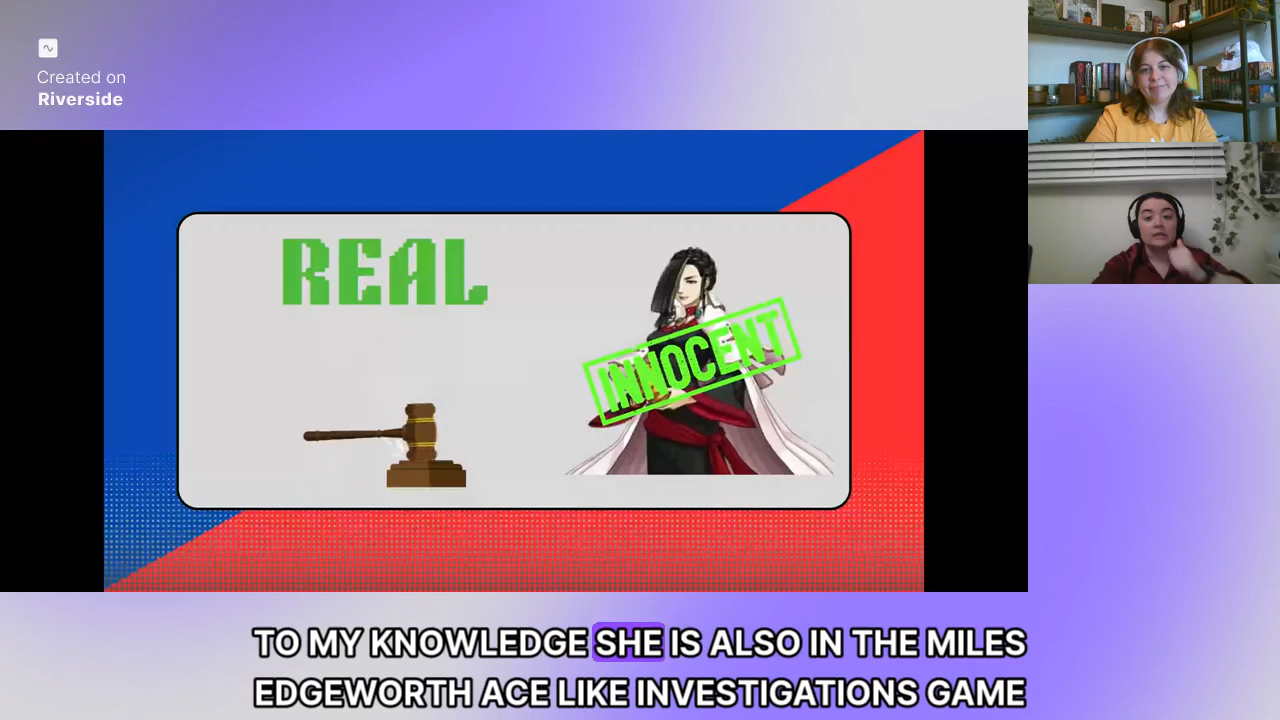 Created on
Riverside
REAL
INNOCENT
TO MY KNOWLEDGE SHE IS ALSO IN THE MILES
EDGEWORTH ACE LIKE INVESTIGATIONS GAME